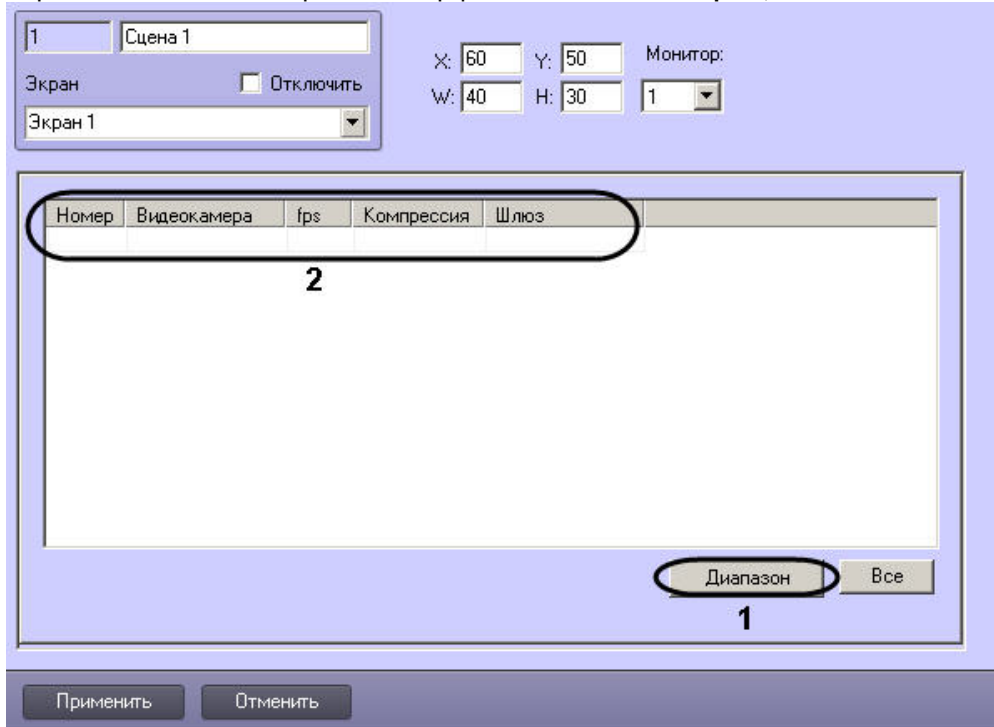 1 Сцена 1
Экран Отключить
Экран 1
X: 60 Y: 50 Монитор:
W: 40 H: 30 1
Номер Видеокамера fps Компрессия Шлюз
2
Диапазон Все
1
Применить Отменить